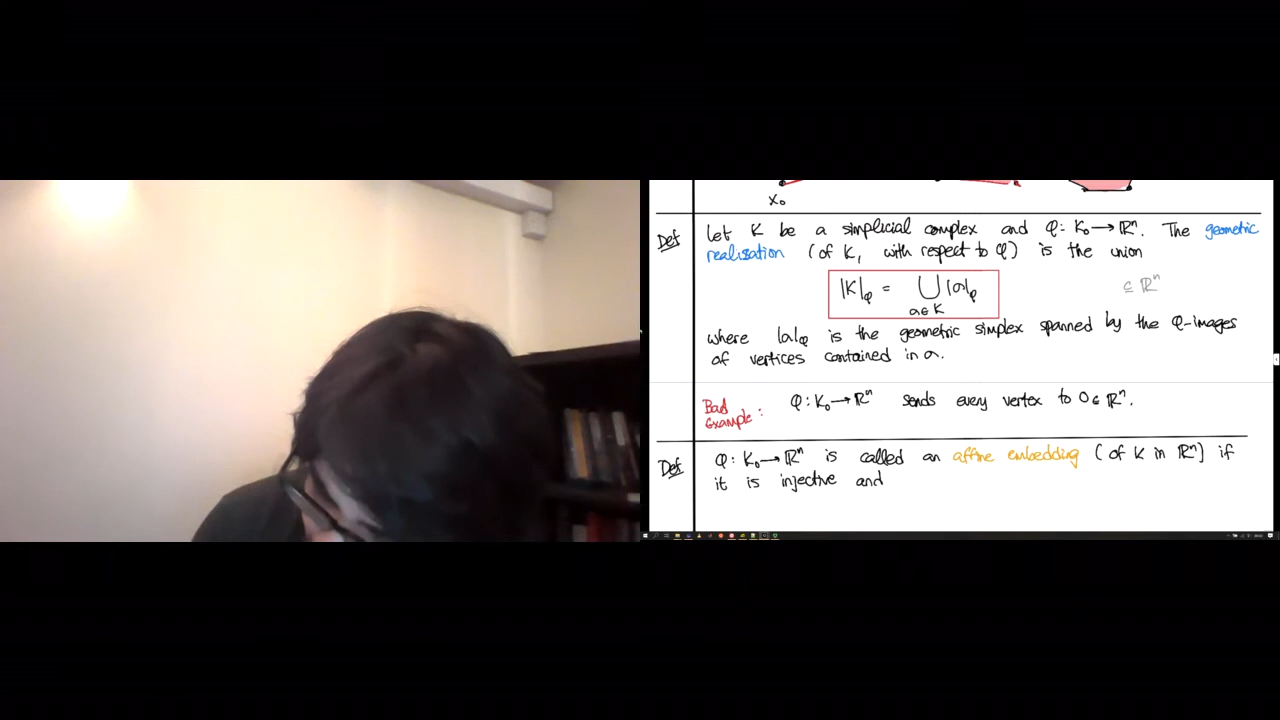 x₀
Def
Let K be a simplicial complex and φ: K₀ → ℝⁿ. The geometric
realisation (of K, with respect to φ) is the union
|K|φ = ⋃ |σ|φ ⊆ ℝⁿ
σ∈K
where |σ|φ is the geometric simplex spanned by the φ-images
of vertices contained in σ.
Bad
Example:
φ: K₀ → ℝⁿ sends every vertex to 0 ∈ ℝⁿ.
Def
φ: K₀ → ℝⁿ is called an affine embedding (of K in ℝⁿ) if
it is injective and